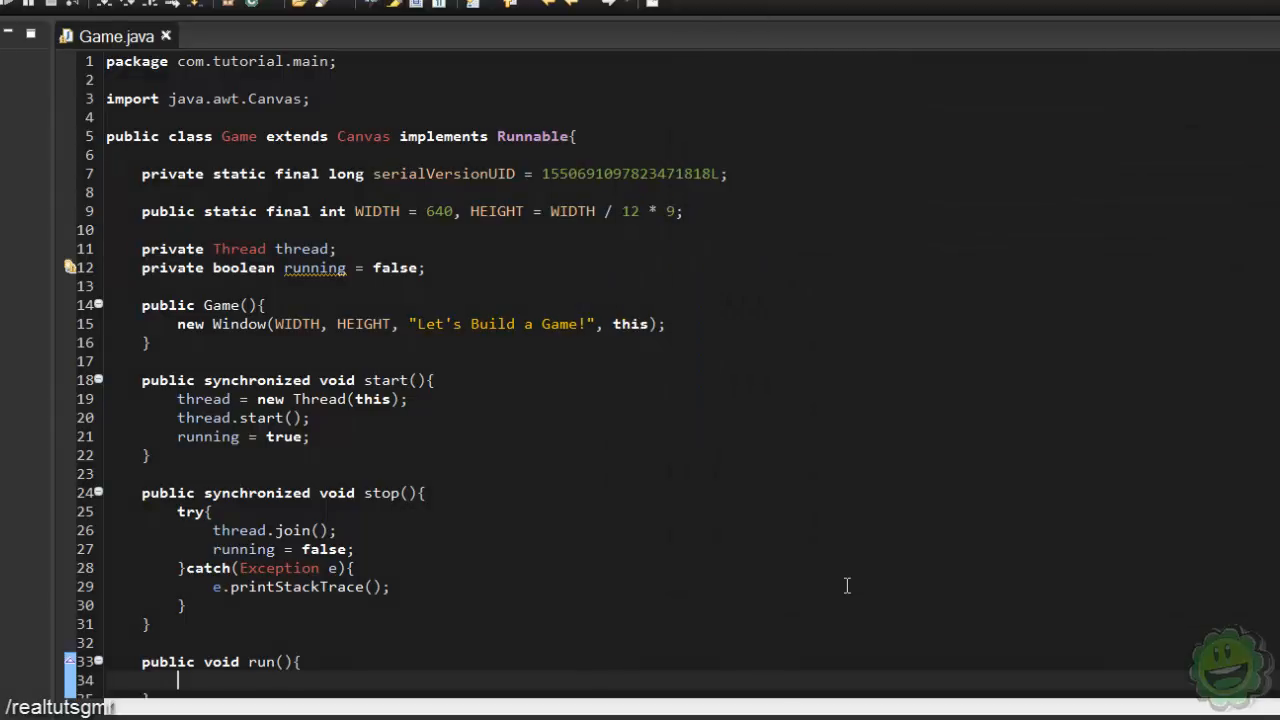 Game.java
1 package com.tutorial.main;
2
3 import java.awt.Canvas;
4
5 public class Game extends Canvas implements Runnable{
6
7 private static final long serialVersionUID = 1550691097823471818L;
8
9 public static final int WIDTH = 640, HEIGHT = WIDTH / 12 * 9;
10
11 private Thread thread;
12 private boolean running = false;
13
14 public Game(){
15 new Window(WIDTH, HEIGHT, "Let's Build a Game!", this);
16 }
17
18 public synchronized void start(){
19 thread = new Thread(this);
20 thread.start();
21 running = true;
22 }
23
24 public synchronized void stop(){
25 try{
26 thread.join();
27 running = false;
28 }catch(Exception e){
29 e.printStackTrace();
30 }
31 }
32
33 public void run(){
34
/realtutsgml